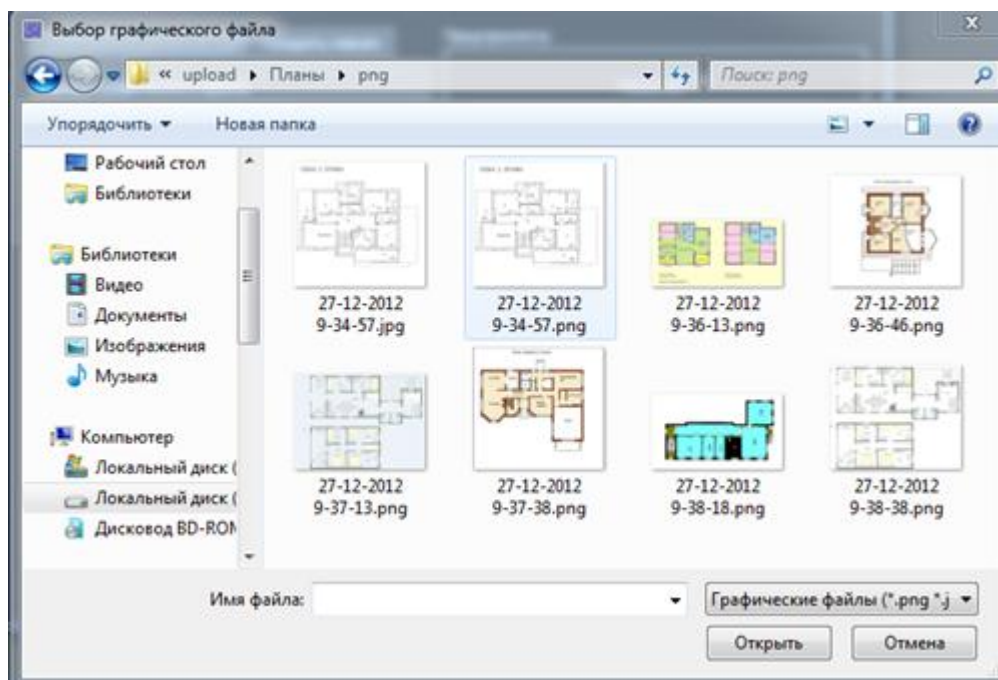 Выбор графического файла
« upload ▸ Планы ▸ png
Поиск: png
Упорядочить
Новая папка
Рабочий стол
Библиотеки
Библиотеки
Видео
Документы
Изображения
Музыка
Компьютер
Локальный диск (
Локальный диск (
Дисковод BD-ROM
27-12-2012
9-34-57.jpg
27-12-2012
9-34-57.png
27-12-2012
9-36-13.png
27-12-2012
9-36-46.png
27-12-2012
9-37-13.png
27-12-2012
9-37-38.png
27-12-2012
9-38-18.png
27-12-2012
9-38-38.png
Имя файла:
Графические файлы (*.png *.j
Открыть
Отмена